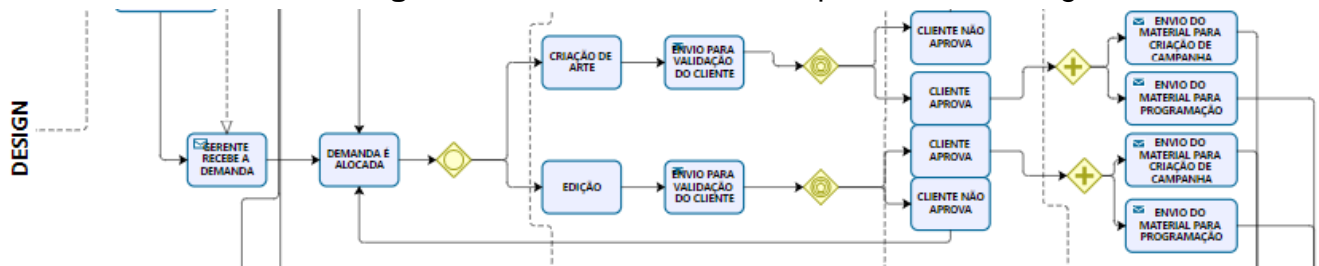 DESIGN
GERENTE
RECEBE A
DEMANDA
DEMANDA É
ALOCADA
CRIAÇÃO DE
ARTE
ENVIO PARA
VALIDAÇÃO
DO CLIENTE
CLIENTE NÃO
APROVA
CLIENTE
APROVA
ENVIO DO
MATERIAL PARA
CRIAÇÃO DE
CAMPANHA
ENVIO DO
MATERIAL PARA
PROGRAMAÇÃO
EDIÇÃO
ENVIO PARA
VALIDAÇÃO
DO CLIENTE
CLIENTE
APROVA
CLIENTE NÃO
APROVA
ENVIO DO
MATERIAL PARA
CRIAÇÃO DE
CAMPANHA
ENVIO DO
MATERIAL PARA
PROGRAMAÇÃO